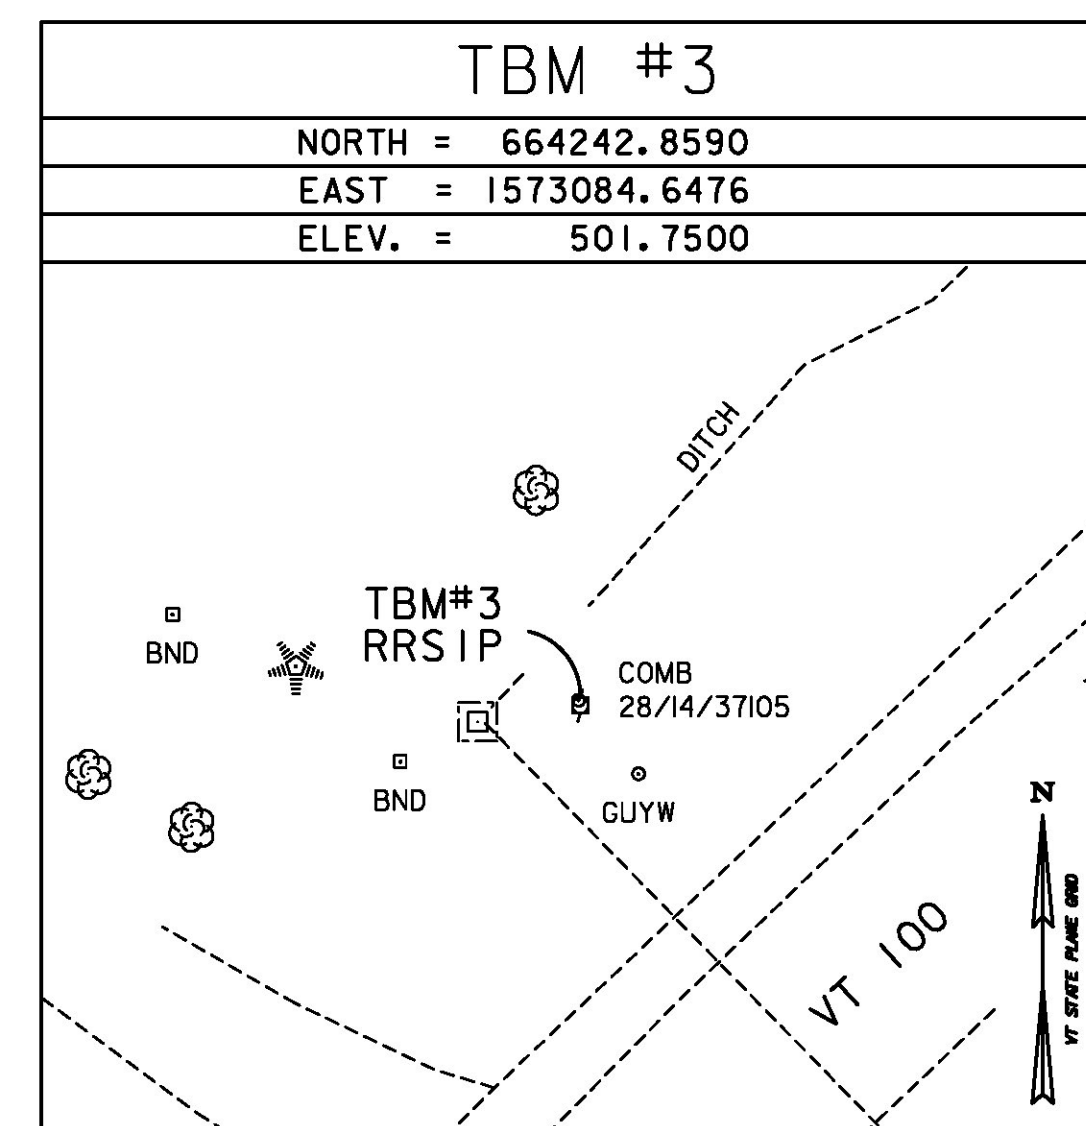 TBM #3
NORTH = 664242.8590
EAST = 1573084.6476
ELEV. = 501.7500
DITCH
TBM#3
RRSIP
BND
COMB
28/14/37105
BND
GUYW
N
VT 100
VT STATE PLANE GRID